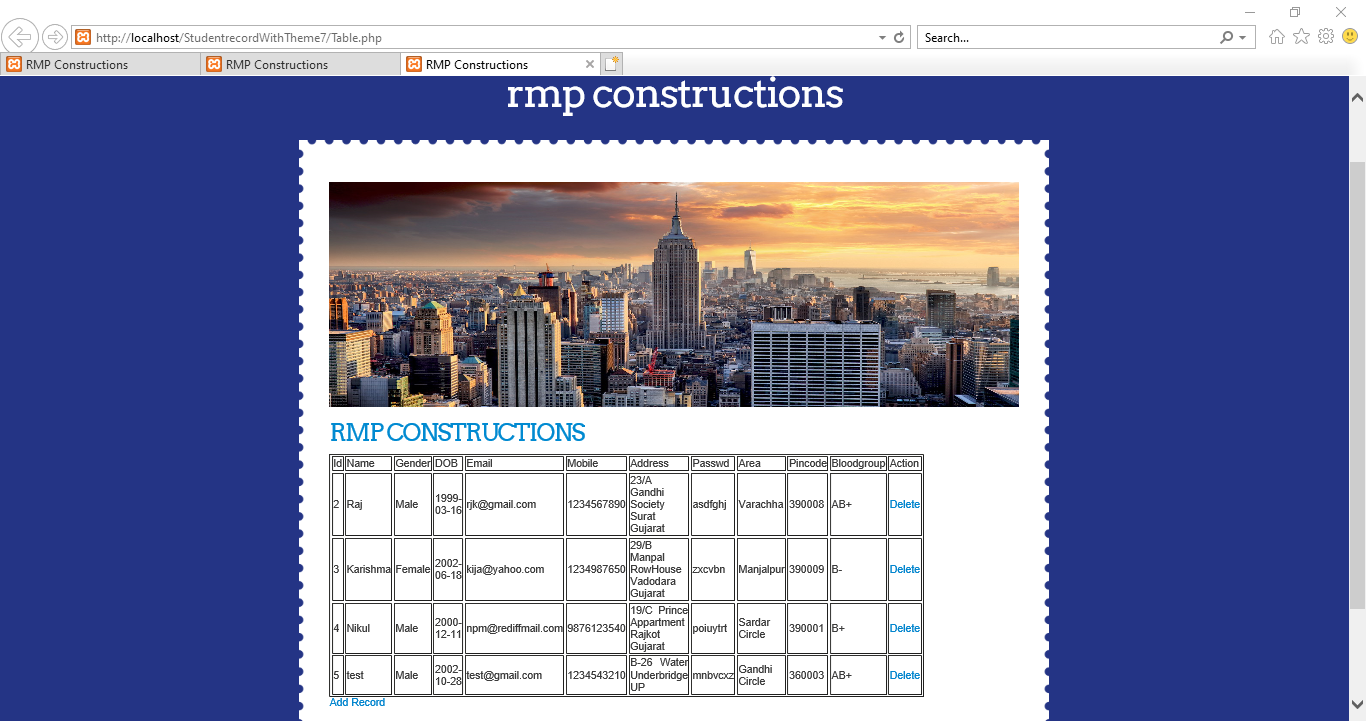 http://localhost/StudentrecordWithTheme7/Table.php
Search...
RMP Constructions
RMP Constructions
RMP Constructions
rmp constructions
RMP CONSTRUCTIONS
Id Name Gender DOB Email Mobile Address Passwd Area Pincode Bloodgroup Action
2 Raj Male 1999-03-16 rjk@gmail.com 1234567890 23/A Gandhi Society Surat Gujarat asdfghj Varachha 390008 AB+ Delete
3 Karishma Female 2002-06-18 kija@yahoo.com 1234987650 29/B Manpal RowHouse Vadodara Gujarat zxcvbn Manjalpur 390009 B- Delete
4 Nikul Male 2000-12-11 npm@rediffmail.com 9876123540 19/C Prince Appartment Rajkot Gujarat poiuytrt Sardar Circle 390001 B+ Delete
5 test Male 2002-10-28 test@gmail.com 1234543210 B-26 Water Underbridge UP mnbvcxz Gandhi Circle 360003 AB+ Delete
Add Record